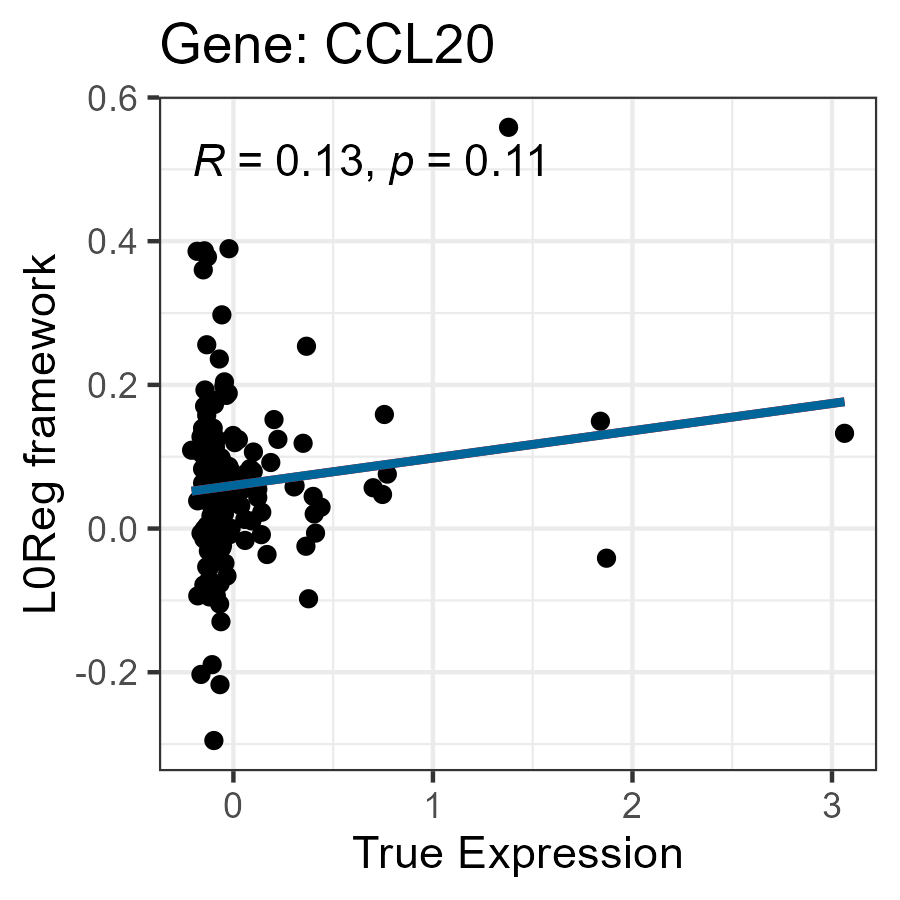 Gene: CCL20
R = 0.13, p = 0.11
0.6
0.4
0.2
0.0
-0.2
L0Reg framework
0
1
2
3
True Expression